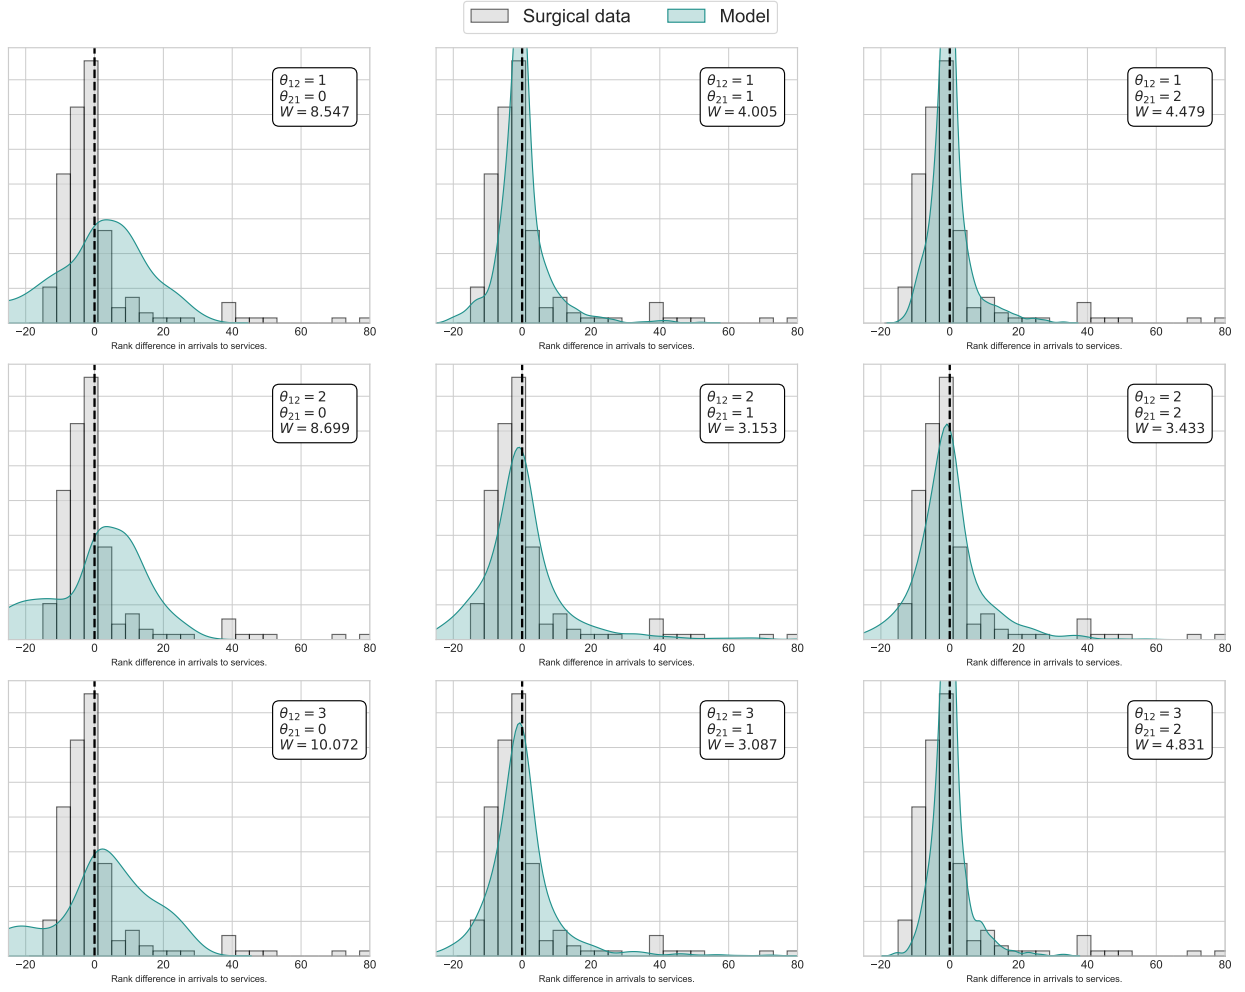 Surgical data Model
θ12 = 1
θ21 = 0
W = 8.547
−20 0 20 40 60 80
Rank difference in arrivals to services.
θ12 = 1
θ21 = 1
W = 4.005
−20 0 20 40 60 80
Rank difference in arrivals to services.
θ12 = 1
θ21 = 2
W = 4.479
−20 0 20 40 60 80
Rank difference in arrivals to services.
θ12 = 2
θ21 = 0
W = 8.699
−20 0 20 40 60 80
Rank difference in arrivals to services.
θ12 = 2
θ21 = 1
W = 3.153
−20 0 20 40 60 80
Rank difference in arrivals to services.
θ12 = 2
θ21 = 2
W = 3.433
−20 0 20 40 60 80
Rank difference in arrivals to services.
θ12 = 3
θ21 = 0
W = 10.072
−20 0 20 40 60 80
Rank difference in arrivals to services.
θ12 = 3
θ21 = 1
W = 3.087
−20 0 20 40 60 80
Rank difference in arrivals to services.
θ12 = 3
θ21 = 2
W = 4.831
−20 0 20 40 60 80
Rank difference in arrivals to services.